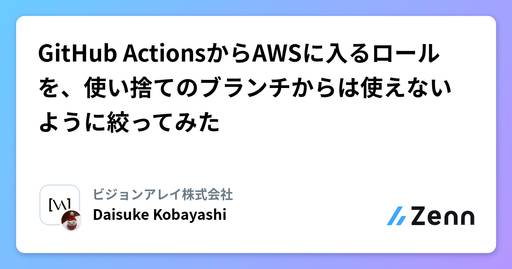 GitHub ActionsからAWSに入るロール
を、使い捨てのブランチからは使えない
ように絞ってみた
ビジョンアレイ株式会社
Daisuke Kobayashi
Zenn